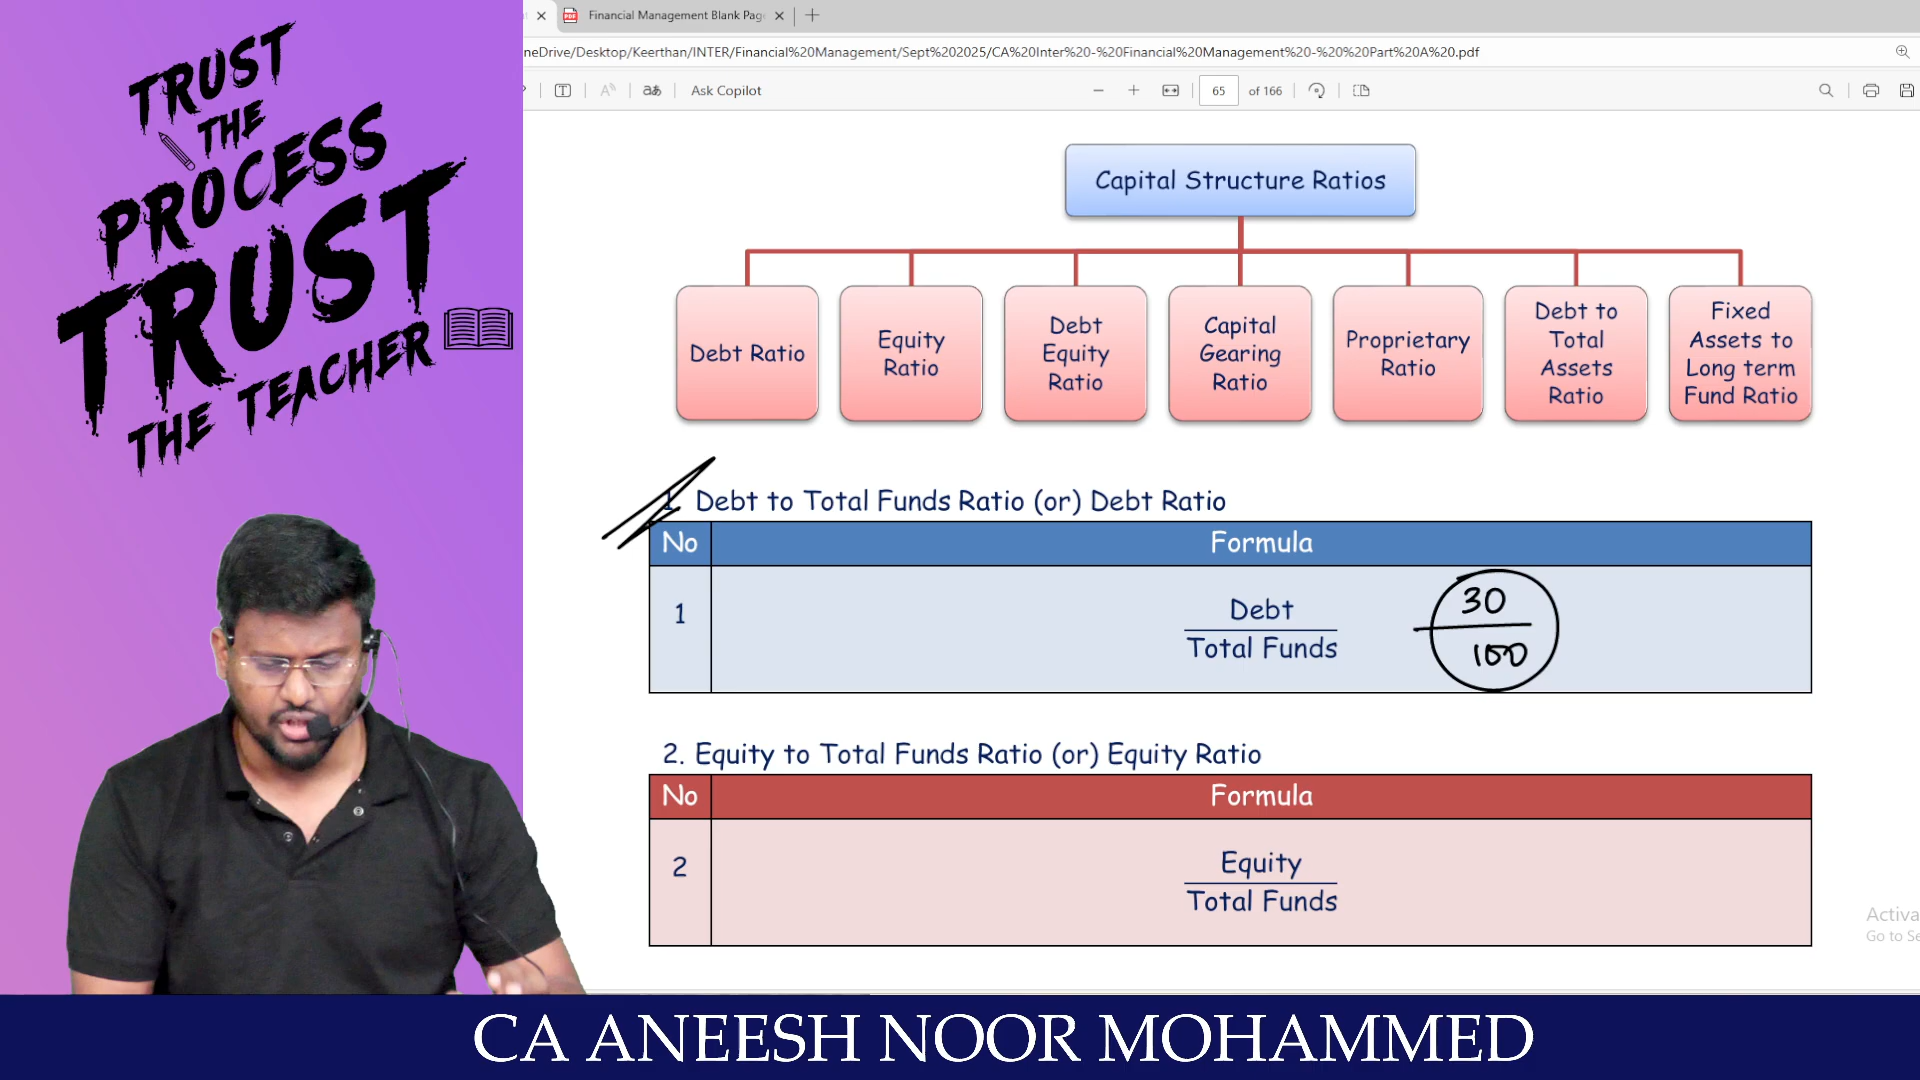 TRUST
THE
PROCESS
TRUST
THE TEACHER
Financial Management Blank Pag
neDrive/Desktop/Keerthan/INTER/Financial%20Management/Sept%202025/CA%20Inter%20-%20Financial%20Management%20-%20%20Part%20A%20.pdf
Ask Copilot
65 of 166
Capital Structure Ratios
Debt Ratio
Equity
Ratio
Debt
Equity
Ratio
Capital
Gearing
Ratio
Proprietary
Ratio
Debt to
Total
Assets
Ratio
Fixed
Assets to
Long term
Fund Ratio
1. Debt to Total Funds Ratio (or) Debt Ratio
No Formula
1
Debt
Total Funds
30
100
2. Equity to Total Funds Ratio (or) Equity Ratio
No Formula
2
Equity
Total Funds
Activa
Go to Se
CA ANEESH NOOR MOHAMMED